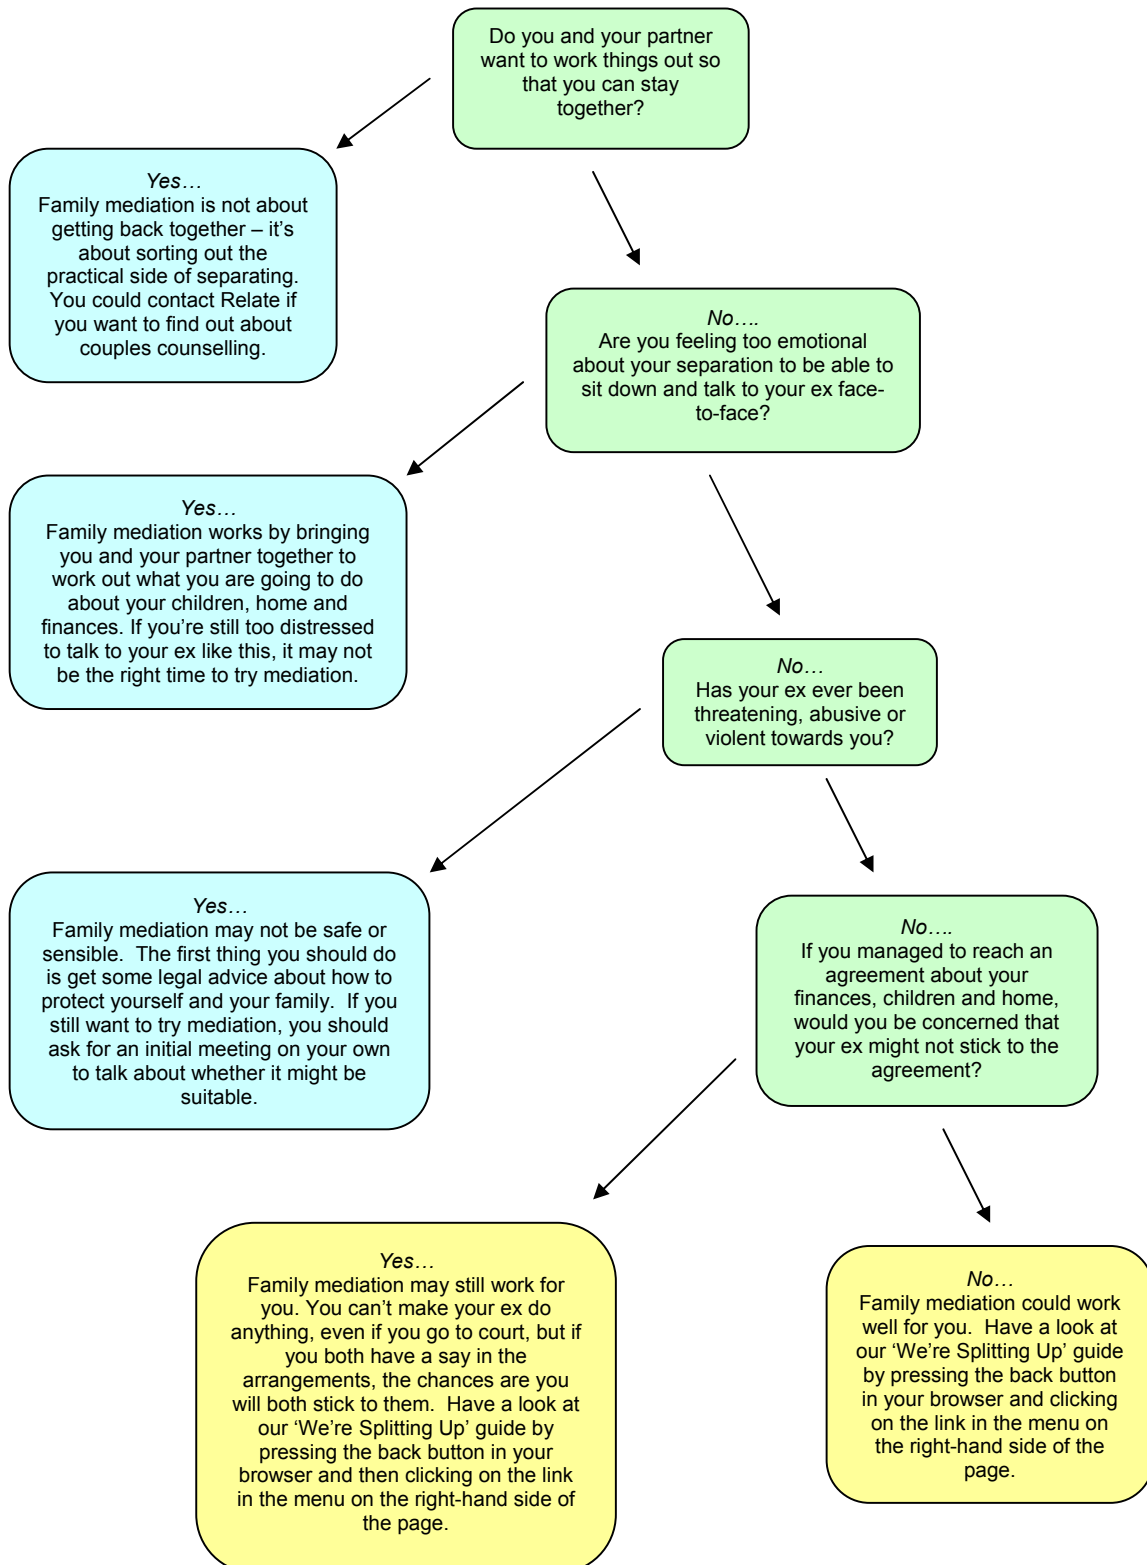 Do you and your partner
want to work things out so
that you can stay
together?
Yes…
Family mediation is not about
getting back together – it's
about sorting out the
practical side of separating.
You could contact Relate if
you want to find out about
couples counselling.
No….
Are you feeling too emotional
about your separation to be able to
sit down and talk to your ex face-
to-face?
Yes…
Family mediation works by bringing
you and your partner together to
work out what you are going to do
about your children, home and
finances. If you're still too distressed
to talk to your ex like this, it may not
be the right time to try mediation.
No…
Has your ex ever been
threatening, abusive or
violent towards you?
Yes…
Family mediation may not be safe or
sensible.  The first thing you should do
is get some legal advice about how to
protect yourself and your family.  If you
still want to try mediation, you should
ask for an initial meeting on your own
to talk about whether it might be
suitable.
No….
If you managed to reach an
agreement about your
finances, children and home,
would you be concerned that
your ex might not stick to the
agreement?
Yes…
Family mediation may still work for
you. You can't make your ex do
anything, even if you go to court, but if
you both have a say in the
arrangements, the chances are you
will both stick to them.  Have a look at
our 'We're Splitting Up' guide by
pressing the back button in your
browser and then clicking on the link
in the menu on the right-hand side of
the page.
No…
Family mediation could work
well for you.  Have a look at
our 'We're Splitting Up' guide
by pressing the back button
in your browser and clicking
on the link in the menu on
the right-hand side of the
page.